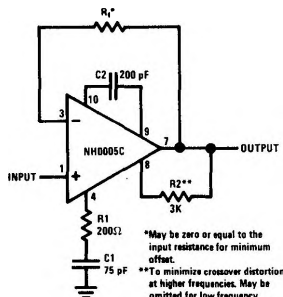 Rf*
C2 200 pF
10
3
−
NH0005C
9
7
OUTPUT
8
INPUT
1
+
4
R2**
3K
R1
200Ω
C1
75 pF
*May be zero or equal to the
input resistance for minimum
offset.
**To minimize crossover distortion
at higher frequencies. May be
omitted for low frequency